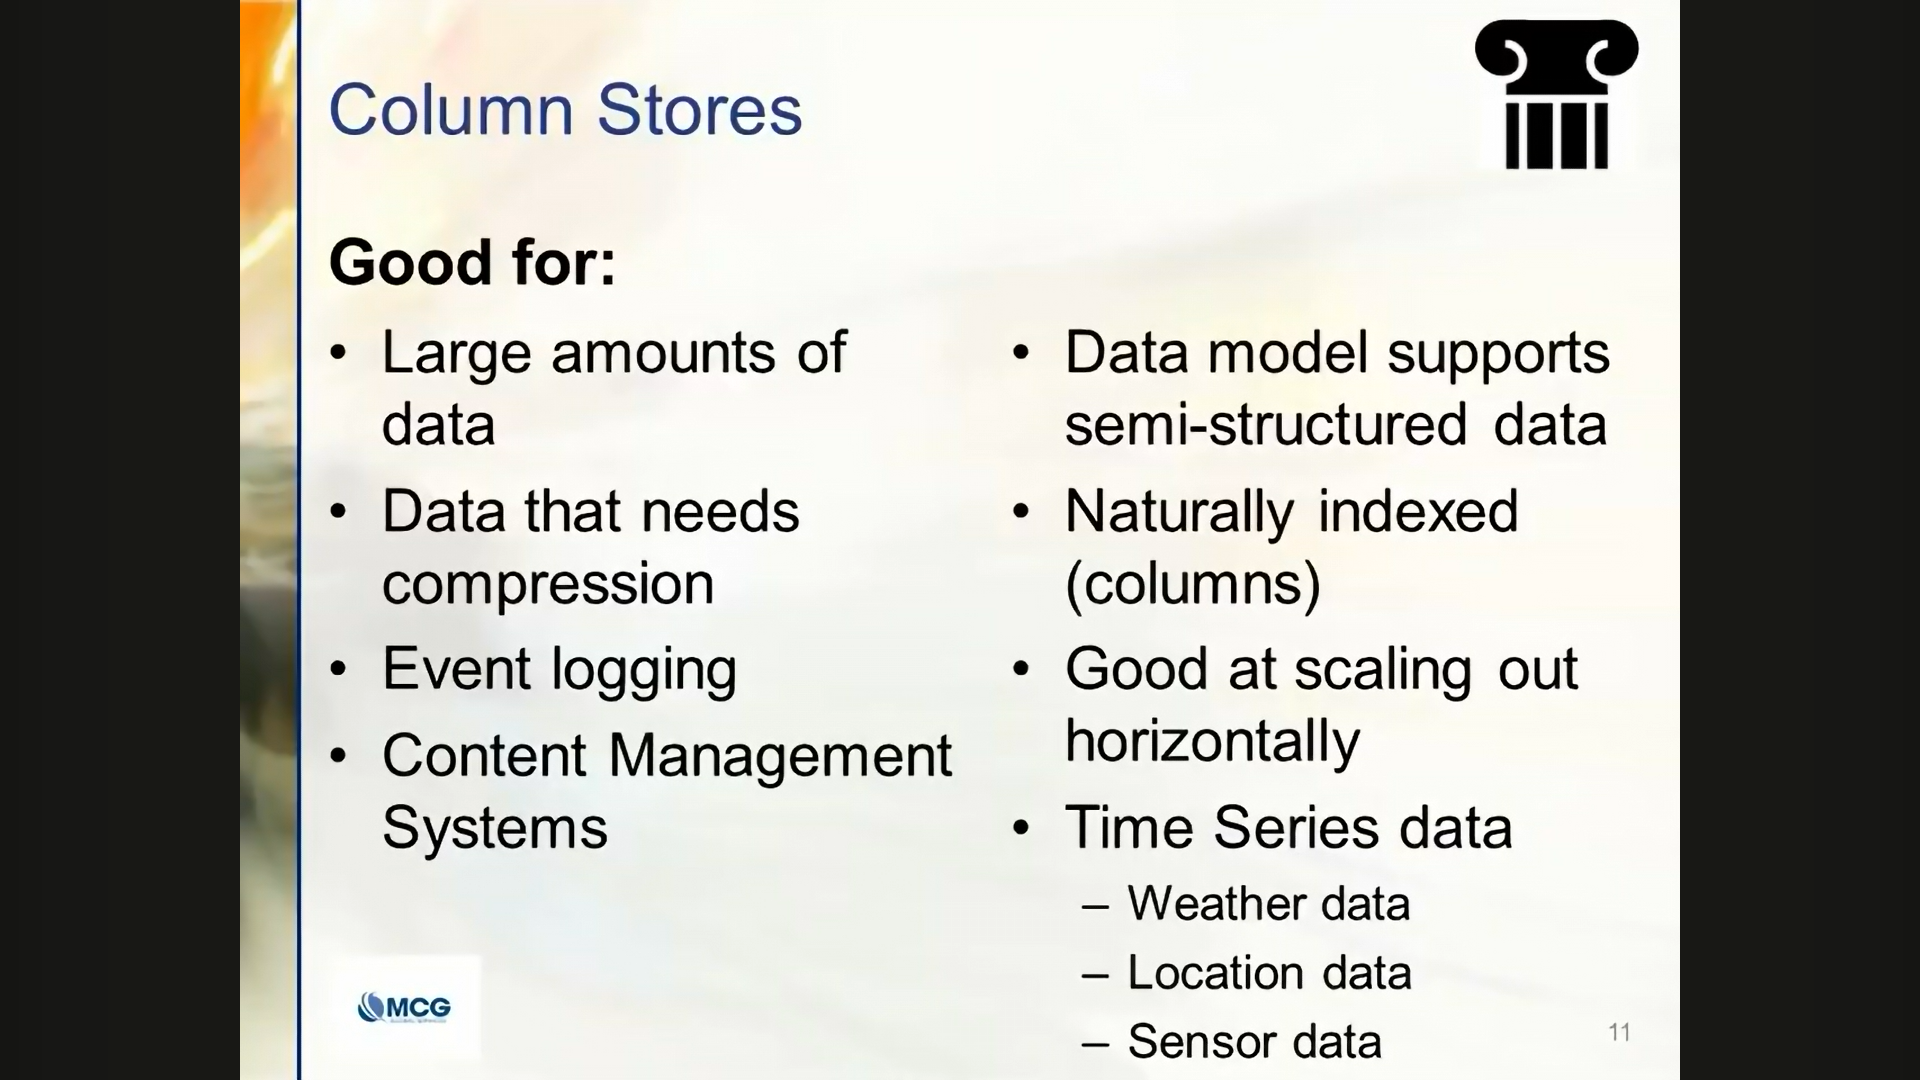 Column Stores
Good for:
• Large amounts of
data
• Data that needs
compression
• Event logging
• Content Management
Systems
• Data model supports
semi-structured data
• Naturally indexed
(columns)
• Good at scaling out
horizontally
• Time Series data
– Weather data
– Location data
– Sensor data
MCG
11